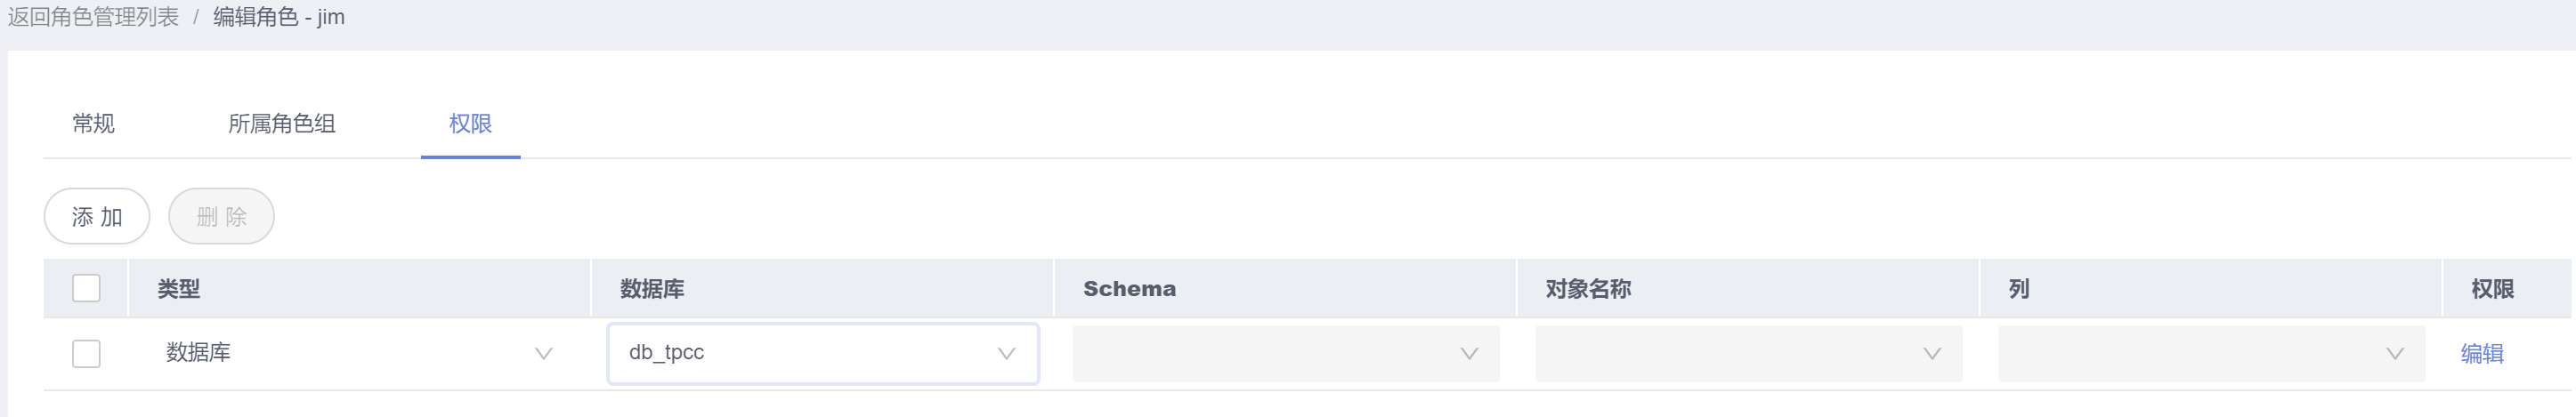 返回角色管理列表 / 编辑角色 - jim
常规 所属角色组 权限
添 加 删 除
类型 数据库 Schema 对象名称 列 权限
数据库 db_tpcc 编辑